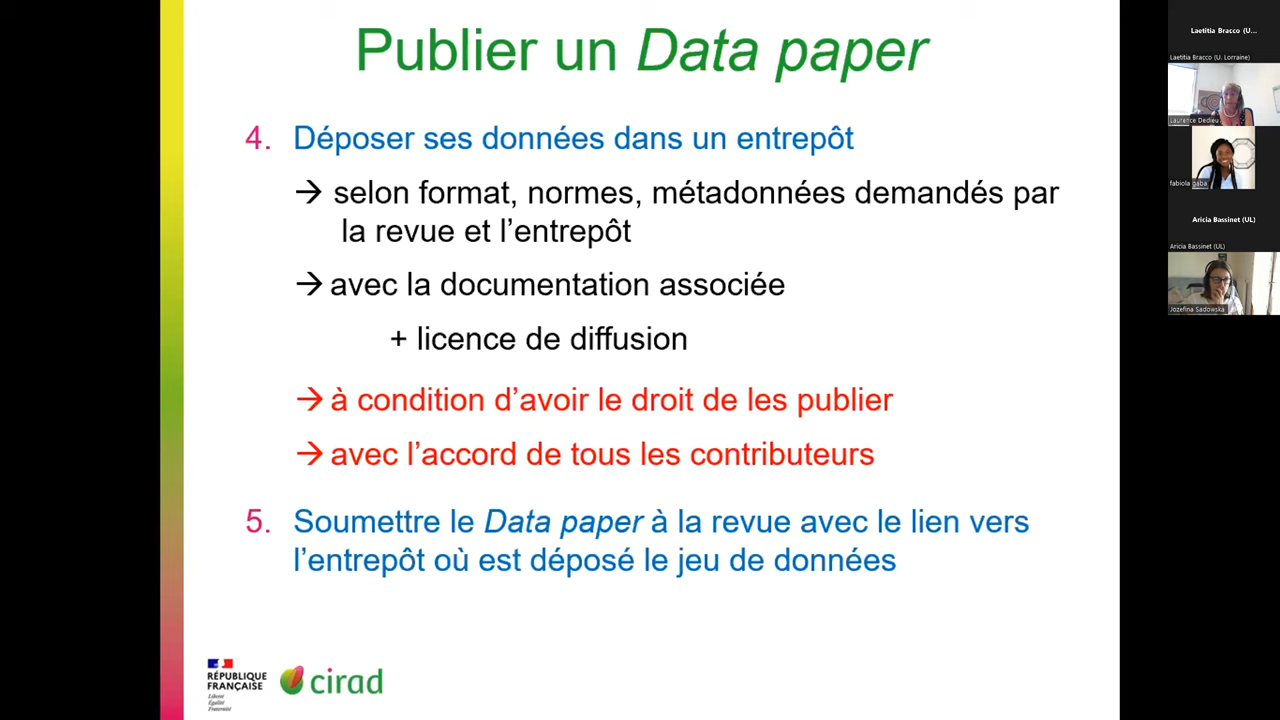 Publier un Data paper
4. Déposer ses données dans un entrepôt
→ selon format, normes, métadonnées demandés par
la revue et l'entrepôt
→ avec la documentation associée
+ licence de diffusion
→ à condition d'avoir le droit de les publier
→ avec l'accord de tous les contributeurs
5. Soumettre le Data paper à la revue avec le lien vers
l'entrepôt où est déposé le jeu de données
RÉPUBLIQUE
FRANÇAISE
Liberté
Égalité
Fraternité
cirad
Laetitia Bracco (U...
Laetitia Bracco (U. Lorraine)
Laurence Dedieu
fabiola gaba
Aricia Bassinet (UL)
Aricia Bassinet (UL)
Jozefina Sadowska